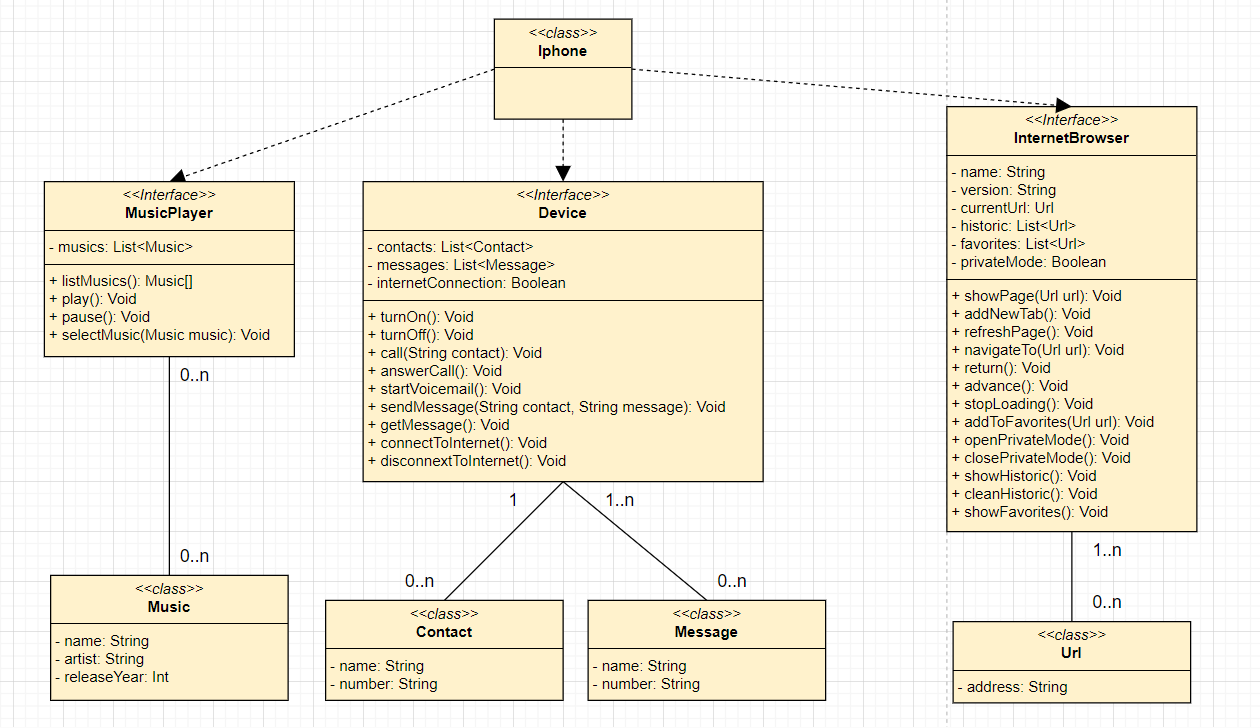 <<class>>
Iphone
<<Interface>>
MusicPlayer
- musics: List<Music>
+ listMusics(): Music[]
+ play(): Void
+ pause(): Void
+ selectMusic(Music music): Void
0..n
0..n
<<class>>
Music
- name: String
- artist: String
- releaseYear: Int
<<Interface>>
Device
- contacts: List<Contact>
- messages: List<Message>
- internetConnection: Boolean
+ turnOn(): Void
+ turnOff(): Void
+ call(String contact): Void
+ answerCall(): Void
+ startVoicemail(): Void
+ sendMessage(String contact, String message): Void
+ getMessage(): Void
+ connectToInternet(): Void
+ disconnextToInternet(): Void
1
1..n
0..n
0..n
<<class>>
Contact
- name: String
- number: String
<<class>>
Message
- name: String
- number: String
<<Interface>>
InternetBrowser
- name: String
- version: String
- currentUrl: Url
- historic: List<Url>
- favorites: List<Url>
- privateMode: Boolean
+ showPage(Url url): Void
+ addNewTab(): Void
+ refreshPage(): Void
+ navigateTo(Url url): Void
+ return(): Void
+ advance(): Void
+ stopLoading(): Void
+ addToFavorites(Url url): Void
+ openPrivateMode(): Void
+ closePrivateMode(): Void
+ showHistoric(): Void
+ cleanHistoric(): Void
+ showFavorites(): Void
1..n
0..n
<<class>>
Url
- address: String